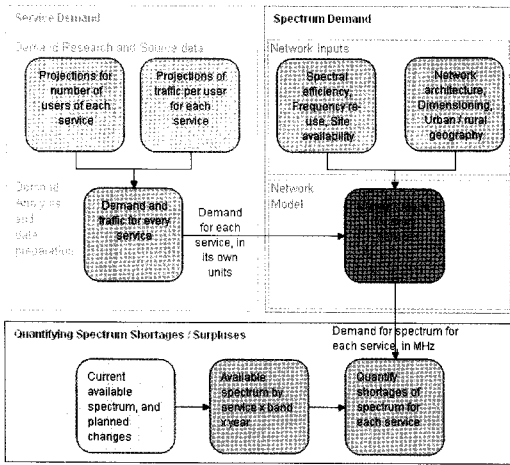 Service Demand
Spectrum Demand
Demand Research and Source data
Network Inputs
Projections for
number of
users of each
service
Projections of
traffic per user
for each
service
Spectral
efficiency,
Frequency re-
use, Site
availability
Network
architecture,
Dimensioning,
Urban / rural
geography
Demand
Analysis
and
data
preparation
Demand and
traffic for every
service
Demand
for each
service, in
its own
units
Network
Model
Demand for spectrum for
each service, in MHz
Quantifying Spectrum Shortages / Surpluses
Current
available
spectrum, and
planned
changes
Available
spectrum by
service x band
x year
Quantify
shortages of
spectrum for
each service